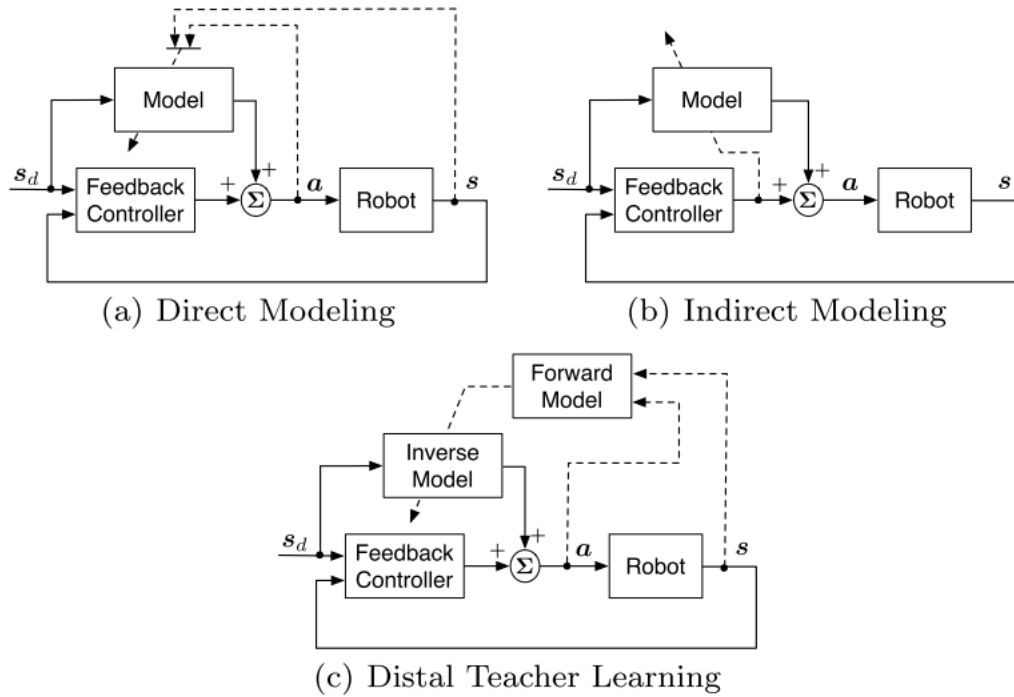 Model
s_d
Feedback
Controller
+
+
Σ
a
Robot
s
(a) Direct Modeling
Model
s_d
Feedback
Controller
+
+
Σ
a
Robot
s
(b) Indirect Modeling
Forward
Model
Inverse
Model
s_d
Feedback
Controller
+
+
Σ
a
Robot
s
(c) Distal Teacher Learning